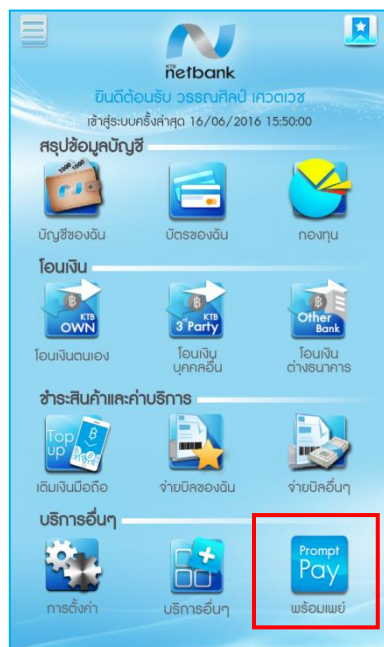 KTB
netbank
ยินดีต้อนรับ วรรณศิลป์ เศวตเวช
เข้าสู่ระบบครั้งล่าสุด 16/06/2016 15:50:00
สรุปข้อมูลบัญชี
1000 1000
บัญชีของฉัน
บัตรของฉัน
กองทุน
โอนเงิน
KTB
OWN
KTB
3rd Party
Other
Bank
โอนเงินตนเอง
โอนเงิน
บุคคลอื่น
โอนเงิน
ต่างธนาคาร
ชำระสินค้าและค่าบริการ
Top
up
เติมเงินมือถือ
จ่ายบิลของฉัน
จ่ายบิลอื่นๆ
บริการอื่นๆ
Prompt
Pay
การตั้งค่า
บริการอื่นๆ
พร้อมเพย์